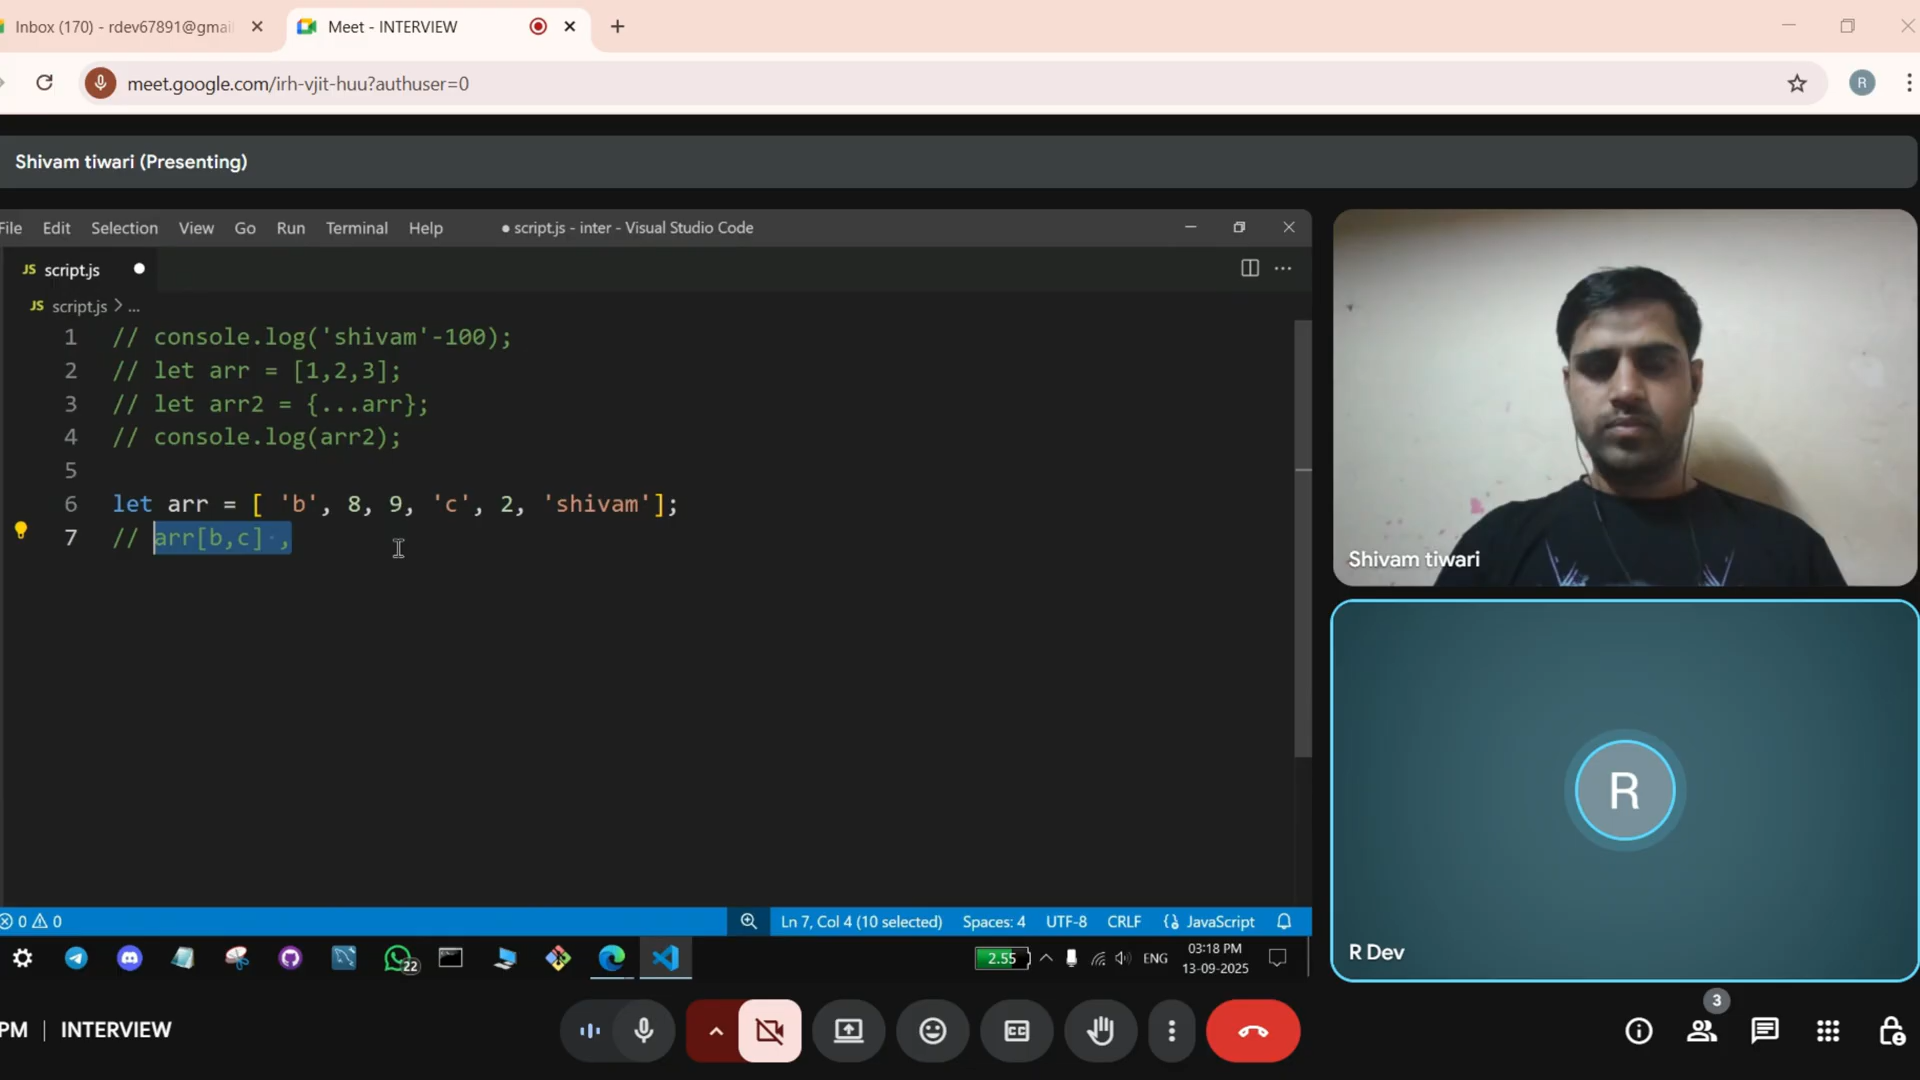 Inbox (170) - rdev67891@gmai
Meet - INTERVIEW
meet.google.com/irh-vjit-huu?authuser=0
R
Shivam tiwari (Presenting)
File Edit Selection View Go Run Terminal Help
● script.js - inter - Visual Studio Code
JS script.js
JS script.js > ...
1 // console.log('shivam'-100);
2 // let arr = [1,2,3];
3 // let arr2 = {...arr};
4 // console.log(arr2);
5
6 let arr = [ 'b', 8, 9, 'c', 2, 'shivam'];
7 // arr[b,c] ,
Shivam tiwari
R
R Dev
0 0
Ln 7, Col 4 (10 selected) Spaces: 4 UTF-8 CRLF {} JavaScript
22
2.55
ENG
03:18 PM
13-09-2025
PM | INTERVIEW
3